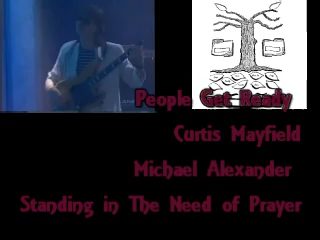 People Get Ready
Curtis Mayfield
Michael Alexander
Standing in The Need of Prayer